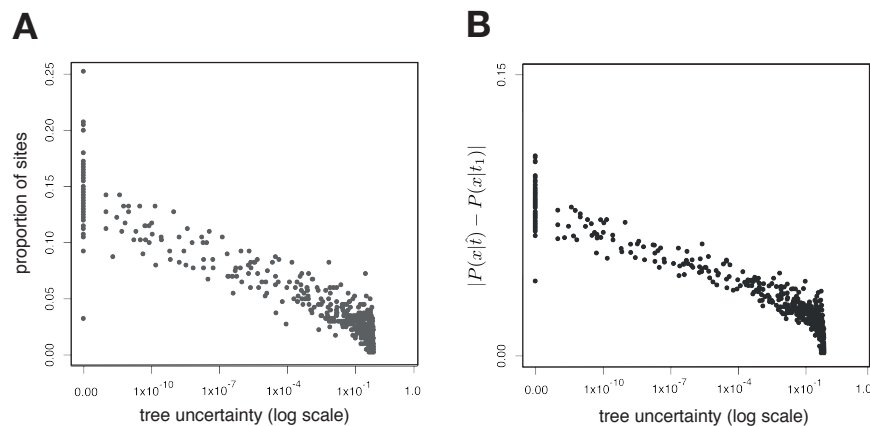 A
B
proportion of sites
0.25
0.20
0.15
0.10
0.05
0.00
0.00
1x10⁻¹⁰
1x10⁻⁷
1x10⁻⁴
1x10⁻¹
1.0
tree uncertainty (log scale)
|P(x|t̂) − P(x|t₁)|
0.15
0.00
0.00
1x10⁻¹⁰
1x10⁻⁷
1x10⁻⁴
1x10⁻¹
1.0
tree uncertainty (log scale)